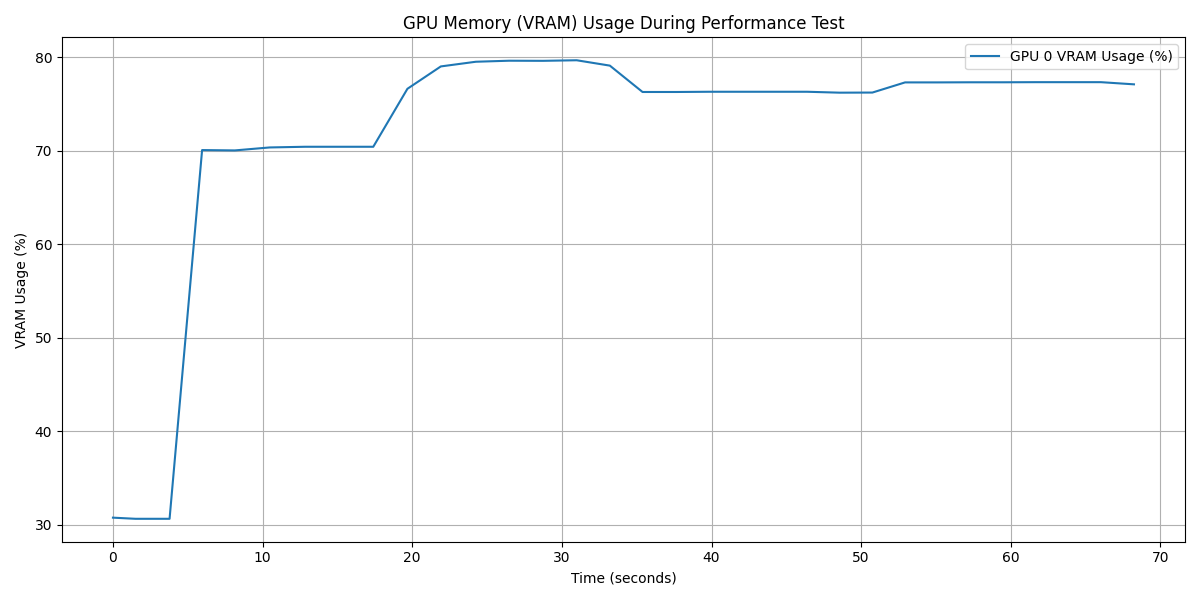 GPU Memory (VRAM) Usage During Performance Test
GPU 0 VRAM Usage (%)
VRAM Usage (%)
80
70
60
50
40
30
0 10 20 30 40 50 60 70
Time (seconds)